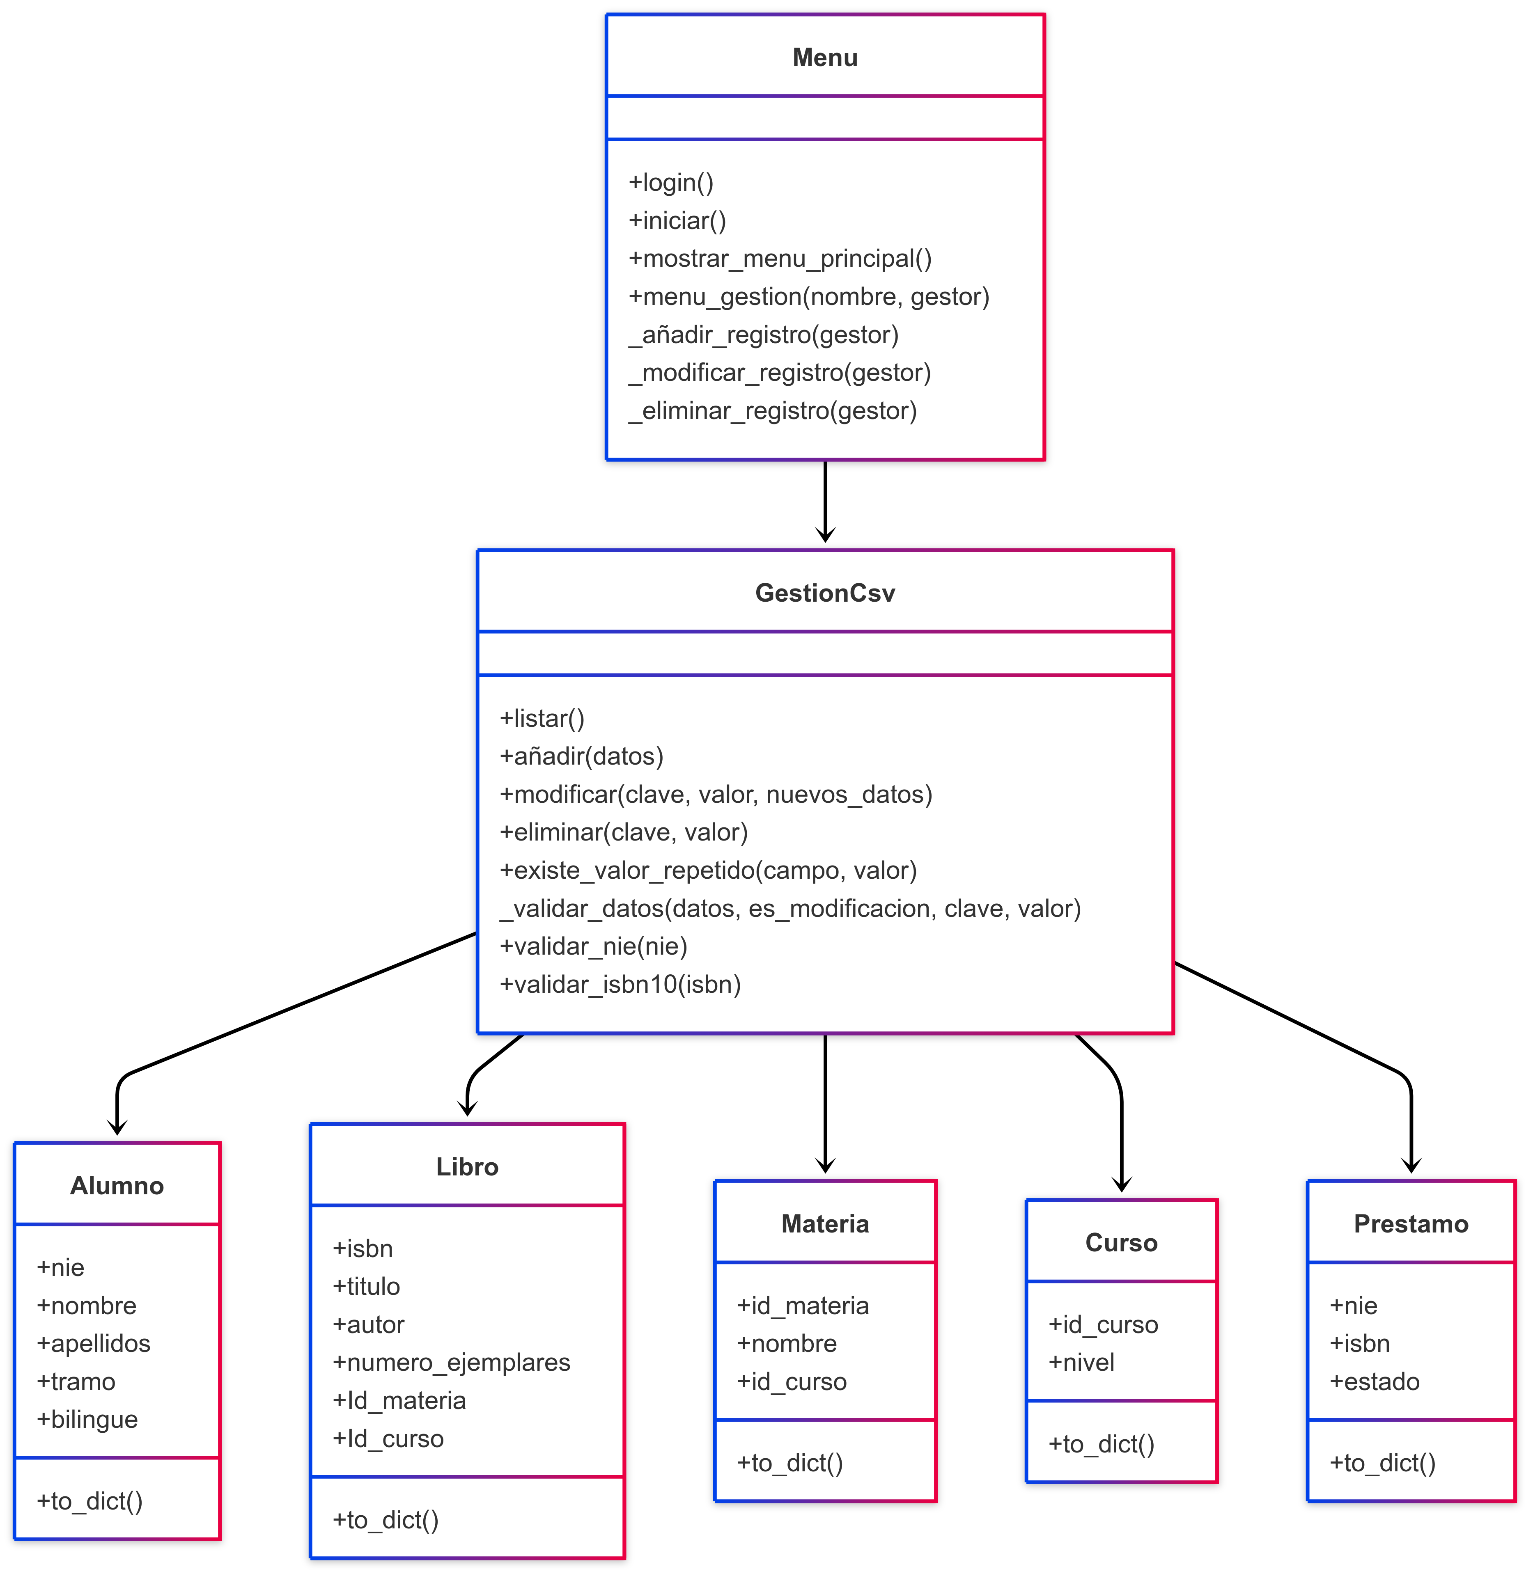 Menu
+login()
+iniciar()
+mostrar_menu_principal()
+menu_gestion(nombre, gestor)
_añadir_registro(gestor)
_modificar_registro(gestor)
_eliminar_registro(gestor)
GestionCsv
+listar()
+añadir(datos)
+modificar(clave, valor, nuevos_datos)
+eliminar(clave, valor)
+existe_valor_repetido(campo, valor)
_validar_datos(datos, es_modificacion, clave, valor)
+validar_nie(nie)
+validar_isbn10(isbn)
Alumno
+nie
+nombre
+apellidos
+tramo
+bilingue
+to_dict()
Libro
+isbn
+titulo
+autor
+numero_ejemplares
+Id_materia
+Id_curso
+to_dict()
Materia
+id_materia
+nombre
+id_curso
+to_dict()
Curso
+id_curso
+nivel
+to_dict()
Prestamo
+nie
+isbn
+estado
+to_dict()